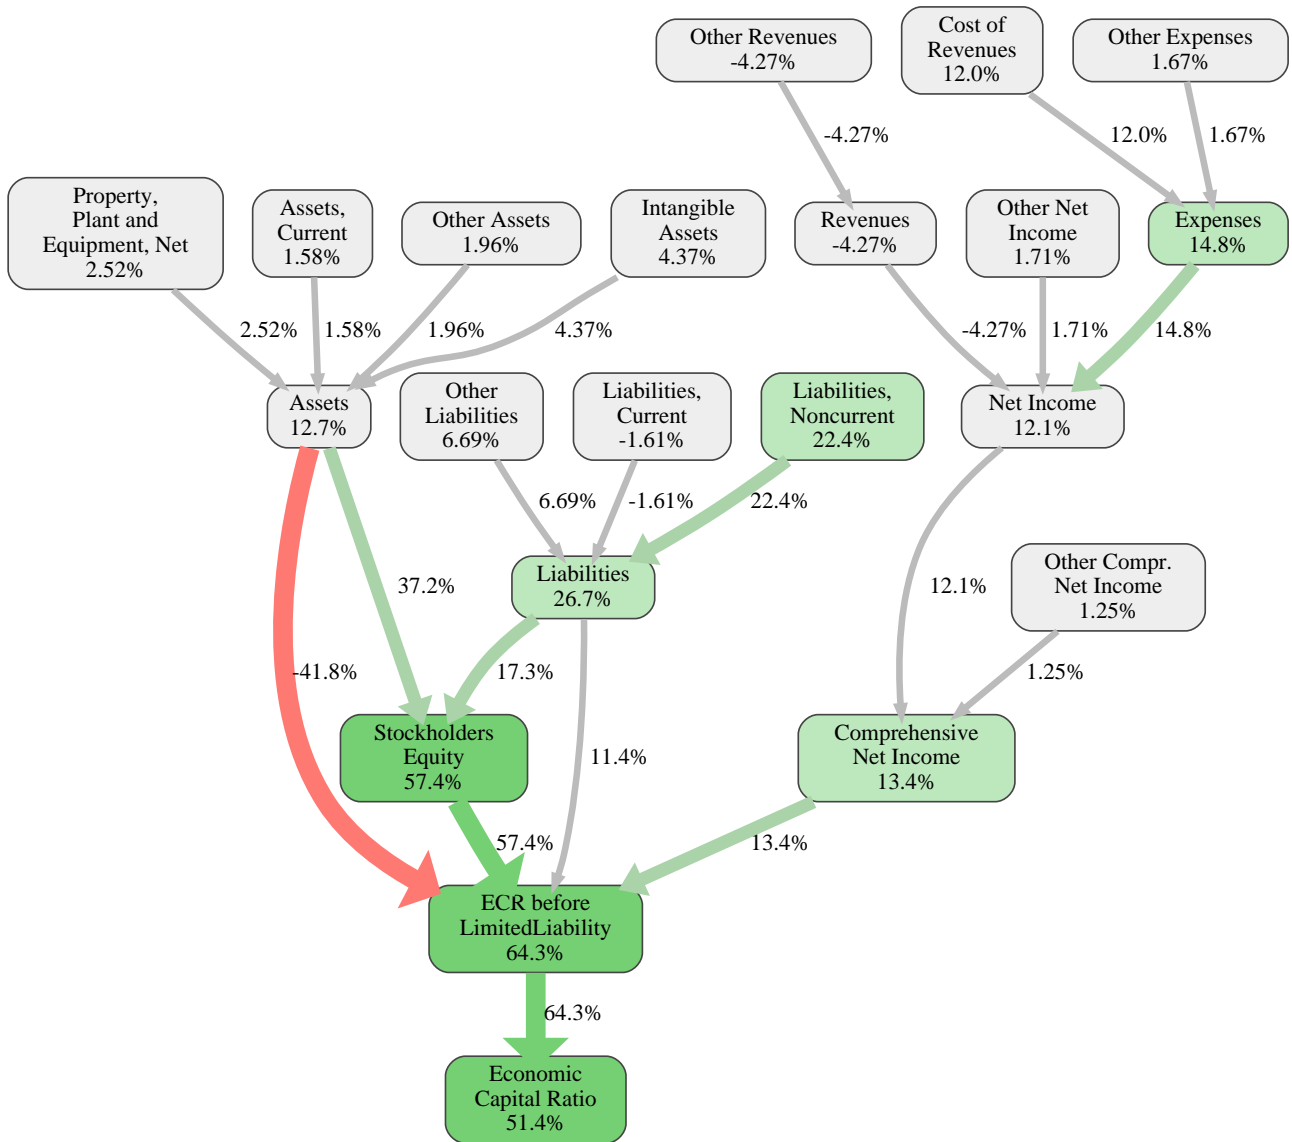 Other Revenues
-4.27%
Cost of
Revenues
12.0%
Other Expenses
1.67%
-4.27%
12.0%
1.67%
Property,
Plant and
Equipment, Net
2.52%
Assets,
Current
1.58%
Other Assets
1.96%
Intangible
Assets
4.37%
Revenues
-4.27%
Other Net
Income
1.71%
Expenses
14.8%
2.52%
1.58%
1.96%
4.37%
-4.27%
1.71%
14.8%
Assets
12.7%
Other
Liabilities
6.69%
Liabilities,
Current
-1.61%
Liabilities,
Noncurrent
22.4%
Net Income
12.1%
6.69%
-1.61%
22.4%
37.2%
Liabilities
26.7%
12.1%
Other Compr.
Net Income
1.25%
-41.8%
17.3%
1.25%
Stockholders
Equity
57.4%
11.4%
Comprehensive
Net Income
13.4%
57.4%
13.4%
ECR before
LimitedLiability
64.3%
64.3%
Economic
Capital Ratio
51.4%